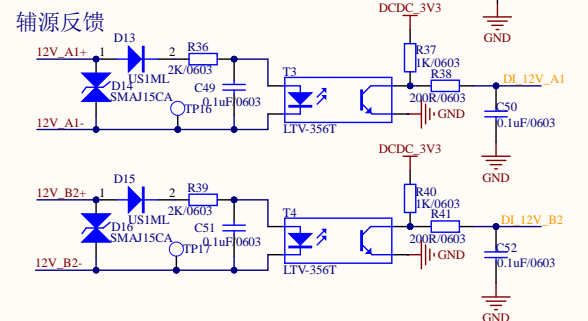 辅源反馈
DCDC_3V3
GND
12V_A1+
1
D13
2
R36
US1ML
2K/0603
D14
SMAJ15CA
C49
0.1uF/0603
TP16
12V_A1-
T3
LTV-356T
R37
1K/0603
R38
200R/0603
DI_12V_A1
GND
C50
0.1uF/0603
GND
DCDC_3V3
12V_B2+
1
D15
2
R39
US1ML
2K/0603
D16
SMAJ15CA
C51
0.1uF/0603
TP17
12V_B2-
T4
LTV-356T
R40
1K/0603
R41
200R/0603
DI_12V_B2
GND
C52
0.1uF/0603
GND